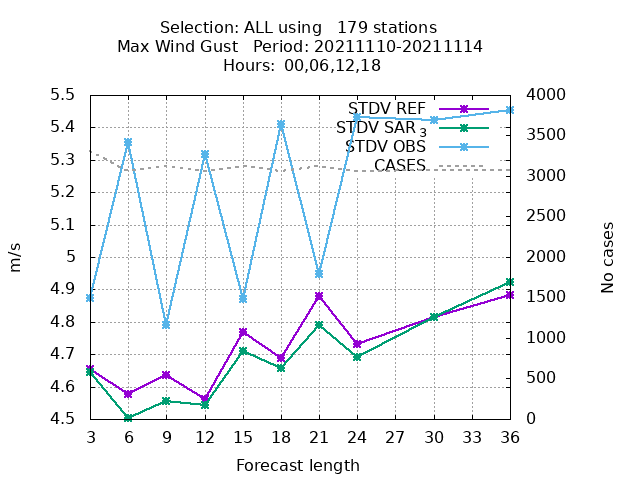 Selection: ALL using   179 stations
Max Wind Gust   Period: 20211110-20211114
Hours: 00,06,12,18
STDV REF
STDV SAR 3
STDV OBS
CASES
5.5
5.4
5.3
5.2
5.1
5
4.9
4.8
4.7
4.6
4.5
4000
3500
3000
2500
2000
1500
1000
500
0
m/s
No cases
3 6 9 12 15 18 21 24 27 30 33 36
Forecast length